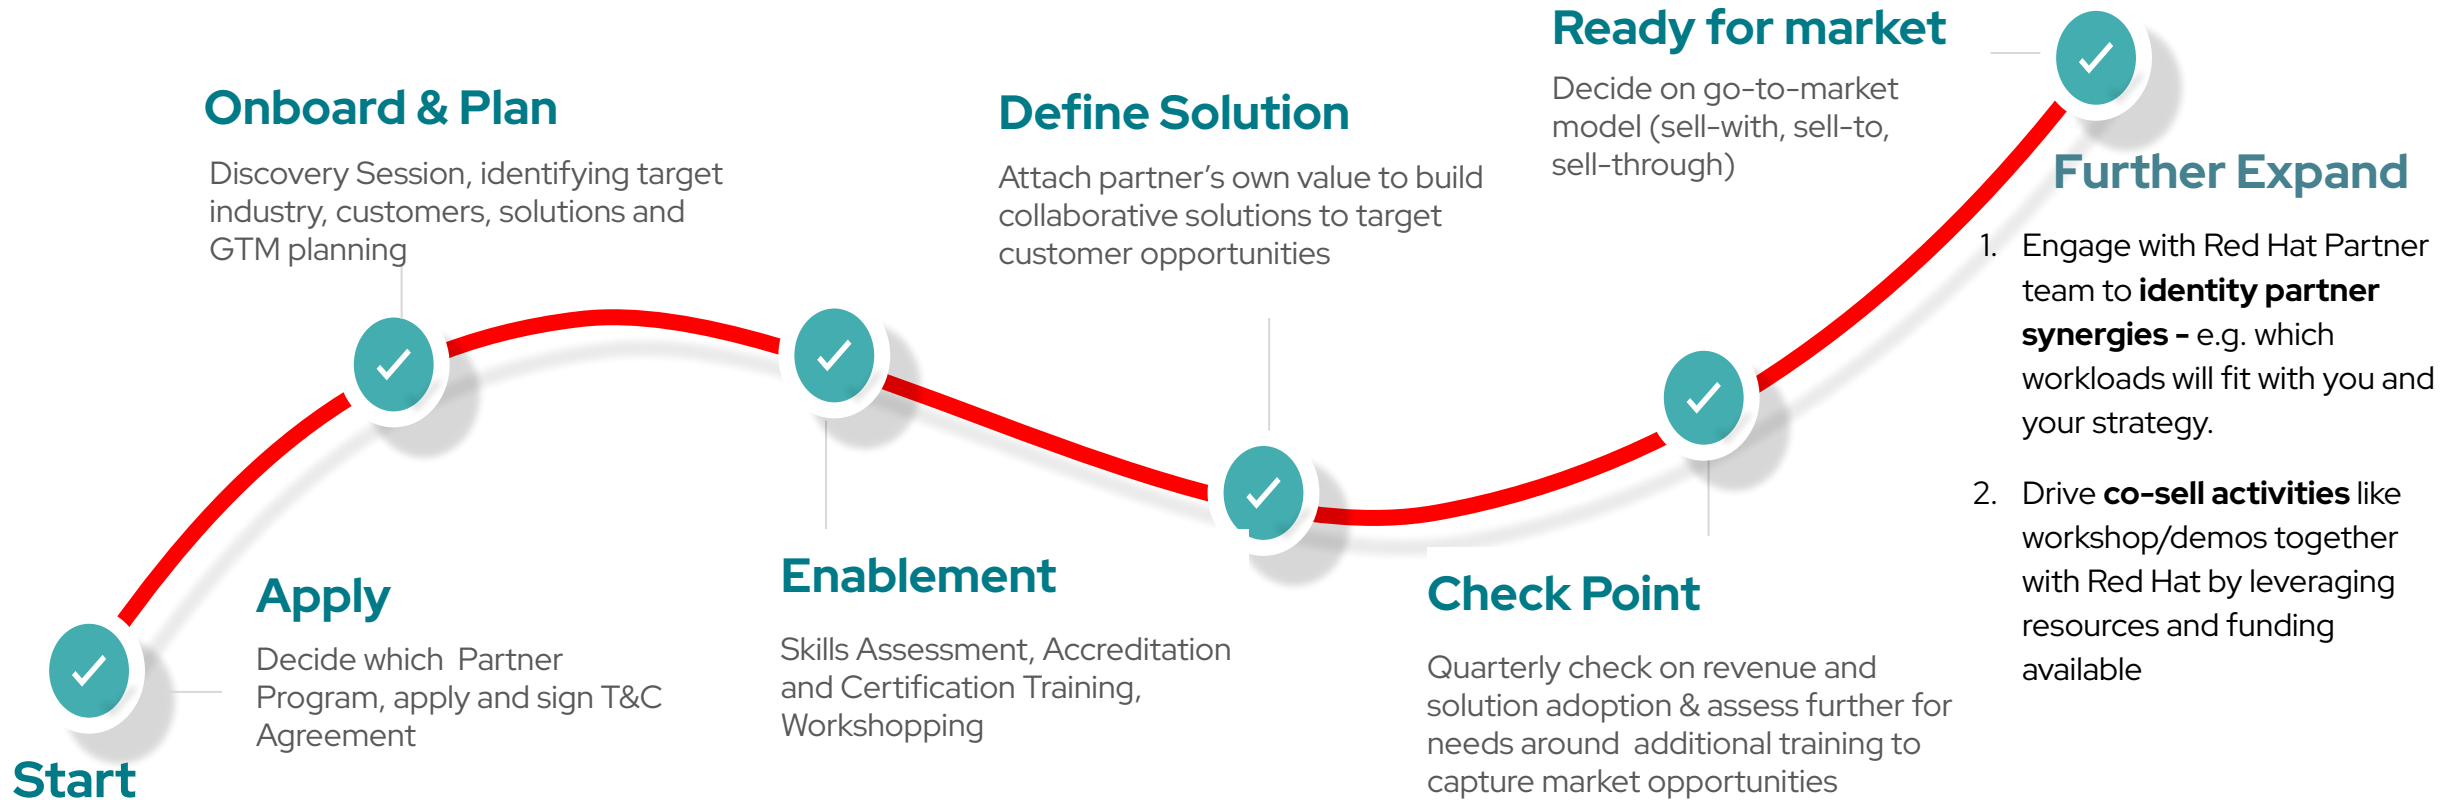 Start
Apply
Decide which  Partner
Program, apply and sign T&C
Agreement
Onboard & Plan
Discovery Session, identifying target
industry, customers, solutions and
GTM planning
Enablement
Skills Assessment, Accreditation
and Certification Training,
Workshopping
Define Solution
Attach partner’s own value to build
collaborative solutions to target
customer opportunities
Check Point
Quarterly check on revenue and
solution adoption & assess further for
needs around  additional training to
capture market opportunities
Ready for market
Decide on go-to-market
model (sell-with, sell-to,
sell-through)
Further Expand
1. Engage with Red Hat Partner
team to identity partner
synergies - e.g. which
workloads will fit with you and
your strategy.
2. Drive co-sell activities like
workshop/demos together
with Red Hat by leveraging
resources and funding
available